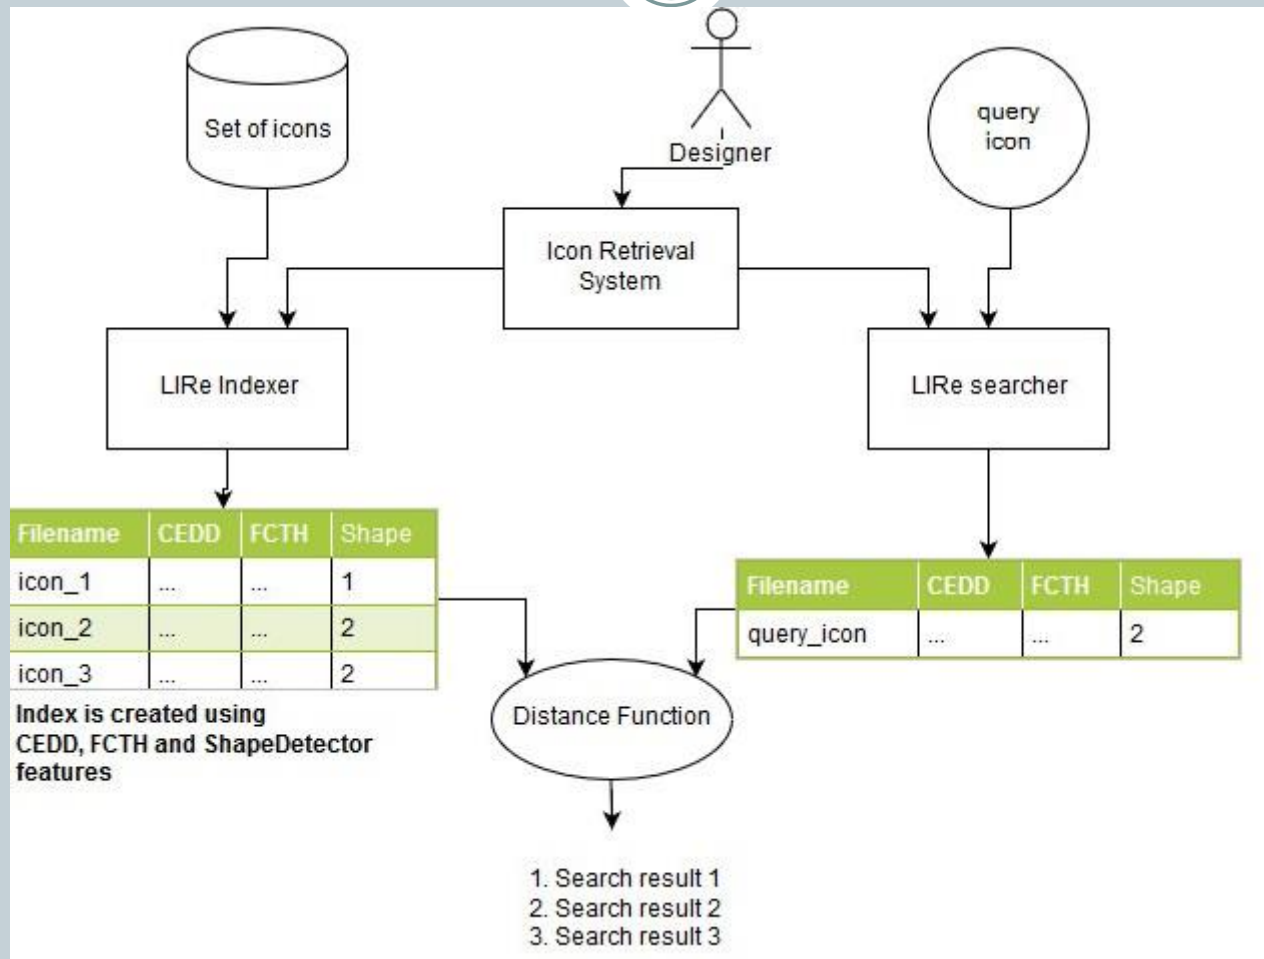 Set of icons
Designer
query
icon
Icon Retrieval
System
LIRe Indexer
LIRe searcher
Filename CEDD FCTH Shape
icon_1 ... ... 1
icon_2 ... ... 2
icon_3 ... ... 2
Index is created using
CEDD, FCTH and ShapeDetector
features
Filename CEDD FCTH Shape
query_icon ... ... 2
Distance Function
1. Search result 1
2. Search result 2
3. Search result 3